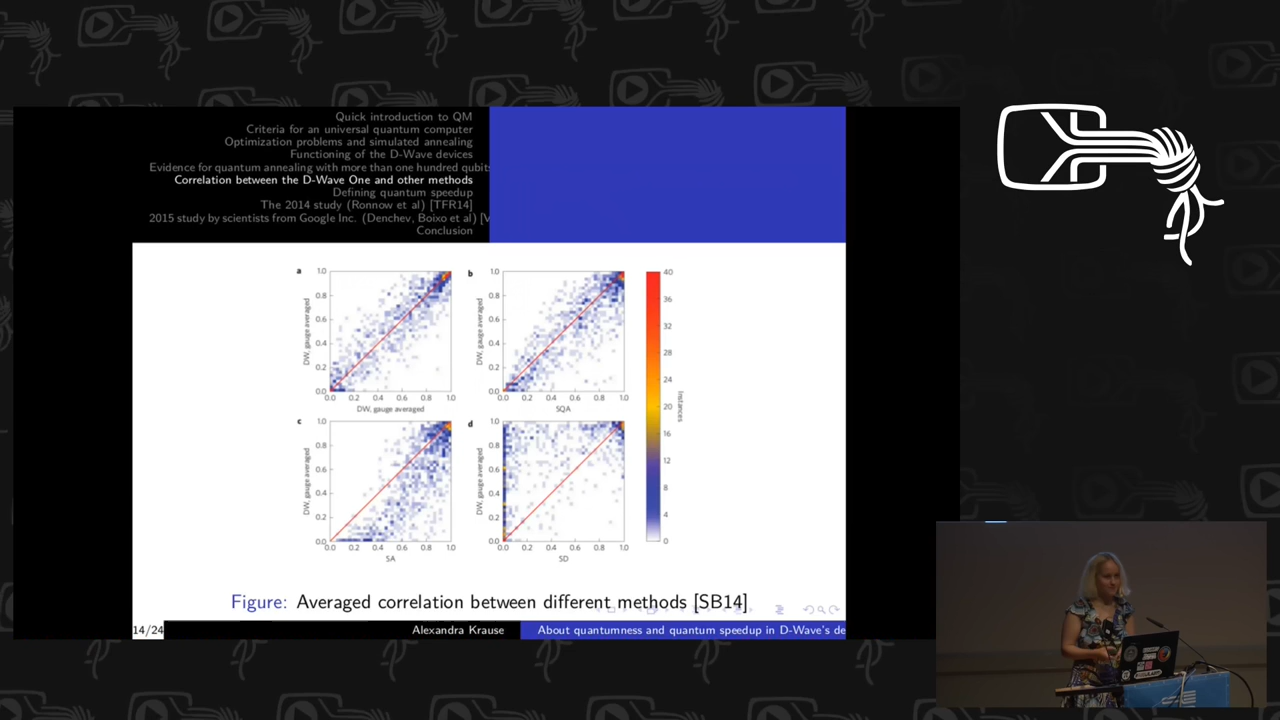 Quick introduction to QM
Criteria for an universal quantum computer
Optimization problems and simulated annealing
Functioning of the D-Wave devices
Evidence for quantum annealing with more than one hundred qubits
Correlation between the D-Wave One and other methods
Defining quantum speedup
The 2014 study (Ronnow et al) [TFR14]
2015 study by scientists from Google Inc. (Denchev, Boixo et al) [V
Conclusion
a
1.0
0.8
0.6
0.4
0.2
0.0
DW, gauge averaged
0.0 0.2 0.4 0.6 0.8 1.0
DW, gauge averaged
b
1.0
0.8
0.6
0.4
0.2
0.0
DW, gauge averaged
0.0 0.2 0.4 0.6 0.8 1.0
SQA
c
1.0
0.8
0.6
0.4
0.2
0.0
DW, gauge averaged
0.0 0.2 0.4 0.6 0.8 1.0
SA
d
1.0
0.8
0.6
0.4
0.2
0.0
DW, gauge averaged
0.0 0.2 0.4 0.6 0.8 1.0
SD
40
36
32
28
24
20
16
12
8
4
0
Instances
Figure: Averaged correlation between different methods [SB14]
14/24
Alexandra Krause
About quantumness and quantum speedup in D-Wave's de